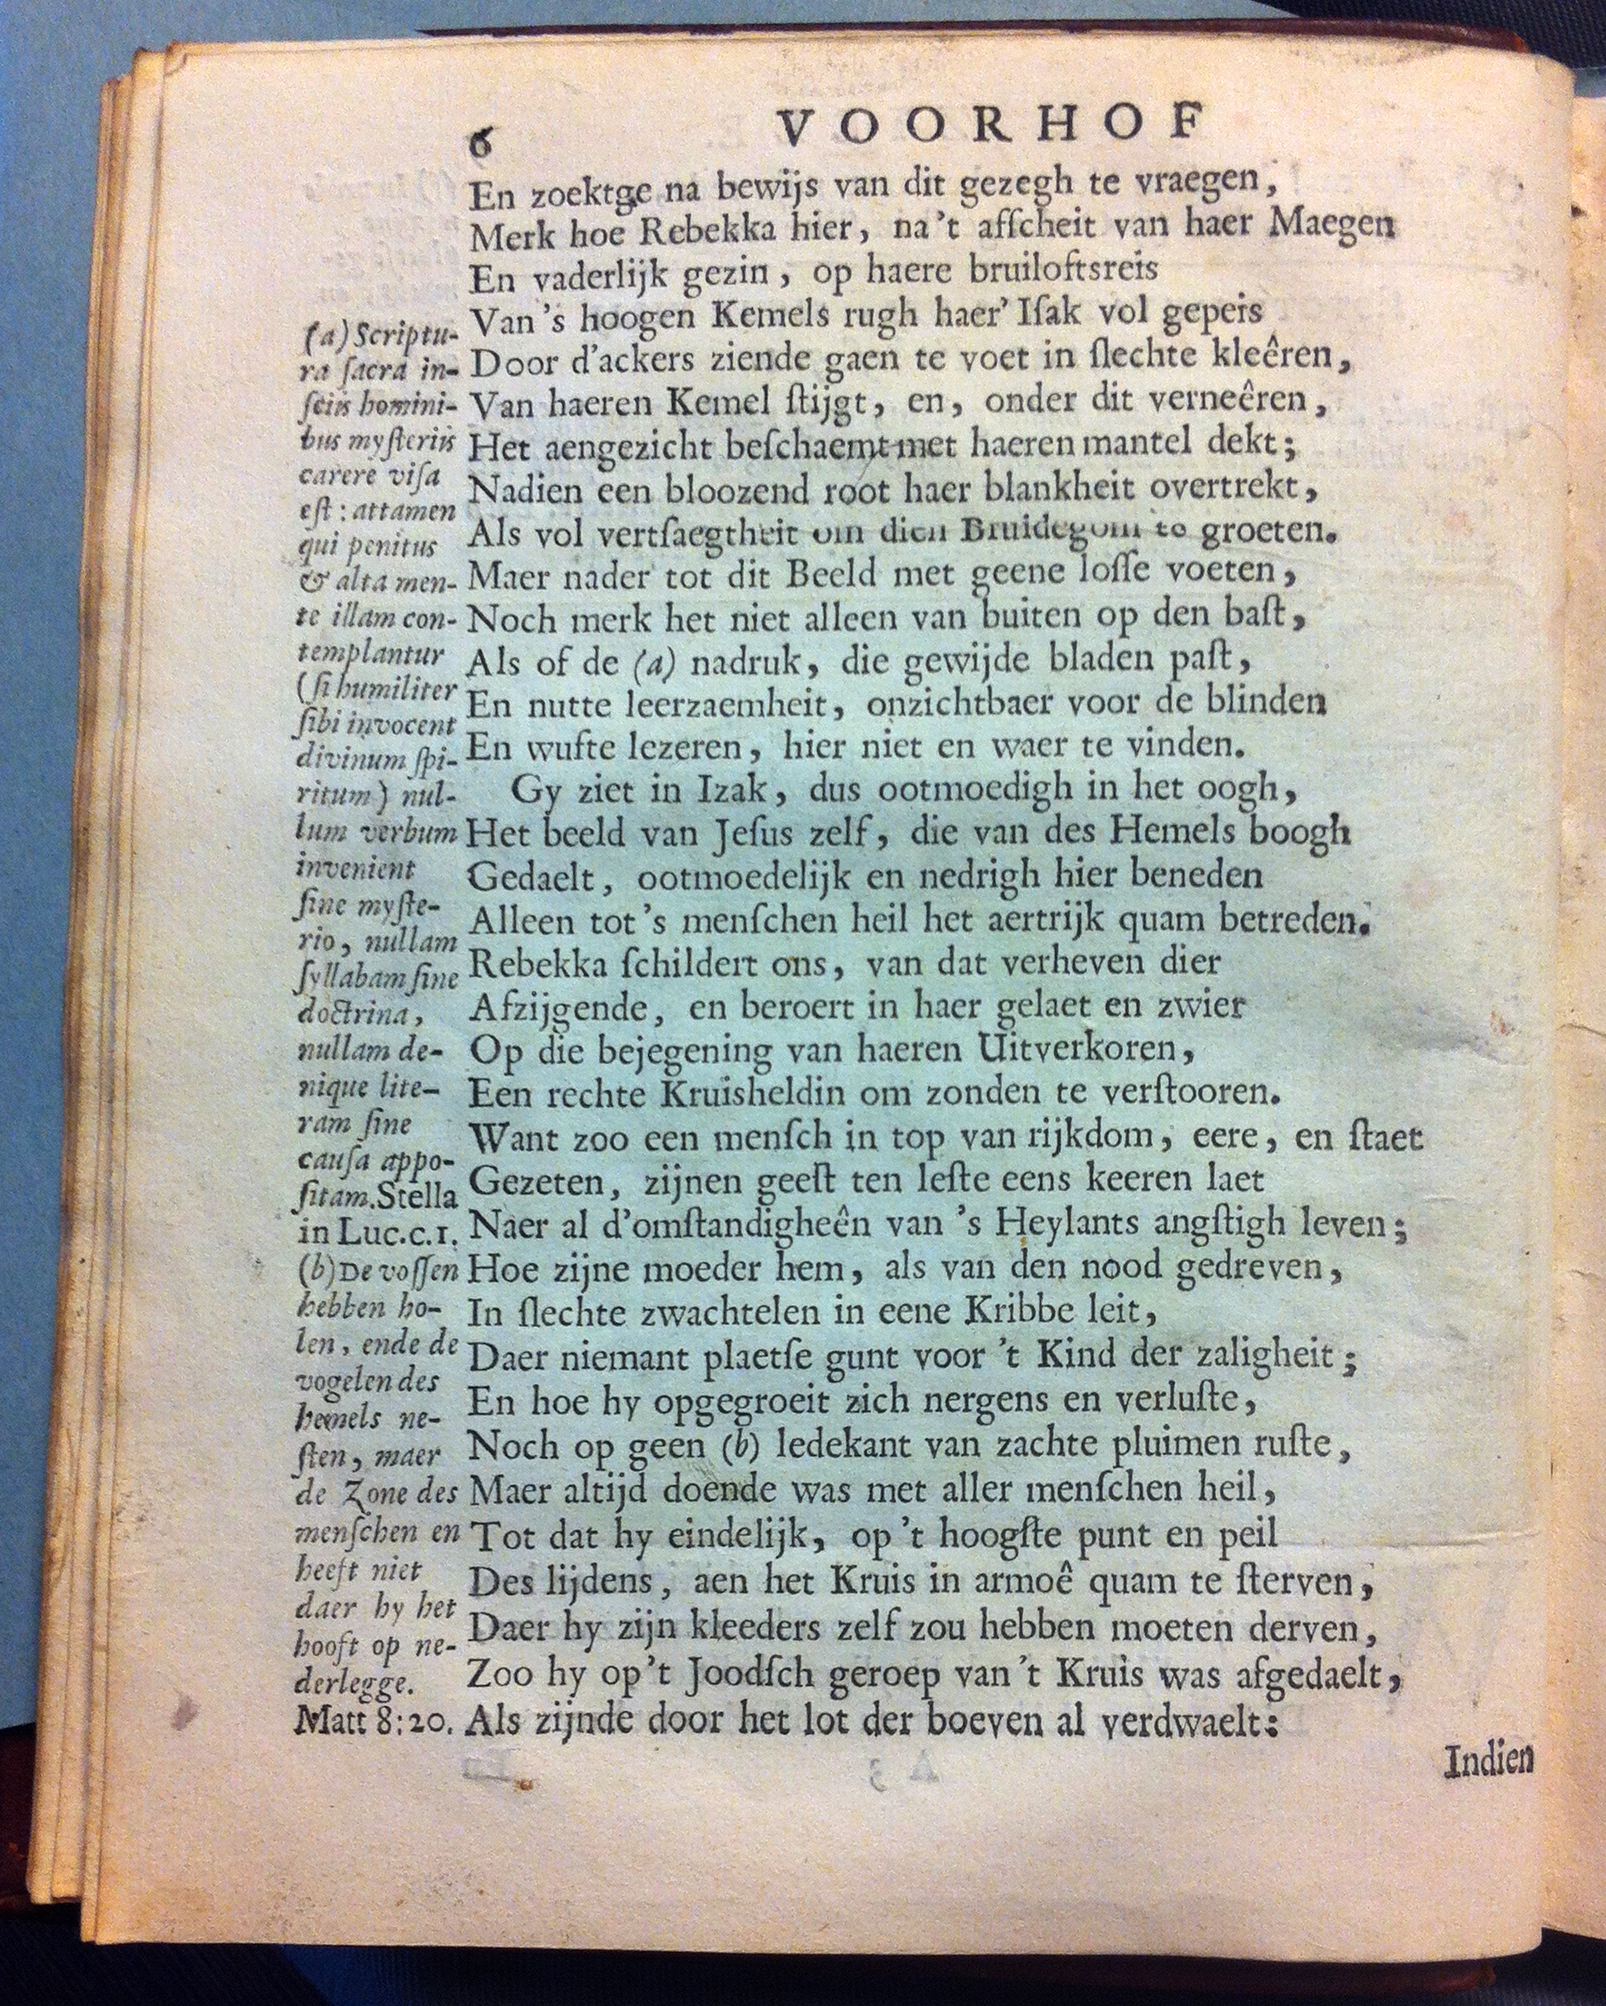 6 VOORHOF
En zoektge na bewijs van dit gezegh te vraegen,
Merk hoe Rebekka hier, na't afſcheit van haer Maegen
En vaderlijk gezin, op haere bruiloftsreis
Van's hoogen Kemels rugh haer' Iſak vol gepeis
Door d'ackers ziende gaen te voet in ſlechte kleêren,
Van haeren Kemel ſtijgt, en, onder dit verneêren,
Het aengezicht beſchaemt met haeren mantel dekt;
Nadien een bloozend root haer blankheit overtrekt,
Als vol vertſaegtheit om dien Bruidegom te groeten.
Maer nader tot dit Beeld met geene loſſe voeten,
Noch merk het niet alleen van buiten op den baſt,
Als of de (a) nadruk, die gewijde bladen paſt,
En nutte leerzaemheit, onzichtbaer voor de blinden
En wufte lezeren, hier niet en waer te vinden.
Gy ziet in Izak, dus ootmoedigh in het oogh,
Het beeld van Jeſus zelf, die van des Hemels boogh
Gedaelt, ootmoedelijk en nedrigh hier beneden
Alleen tot 's menſchen heil het aertrijk quam betreden.
Rebekka ſchildert ons, van dat verheven dier
Afzijgende, en beroert in haer gelaet en zwier
Op die bejegening van haeren Uitverkoren,
Een rechte Kruisheldin om zonden te verſtooren.
Want zoo een menſch in top van rijkdom, eere, en ſtaet
Gezeten, zijnen geeſt ten leſte eens keeren laet
Naer al d'omſtandigheên van 's Heylants angſtigh leven;
Hoe zijne moeder hem, als van den nood gedreven,
In ſlechte zwachtelen in eene Kribbe leit,
Daer niemant plaetſe gunt voor 't Kind der zaligheit;
En hoe hy opgegroeit zich nergens en verluſte,
Noch op geen (b) ledekant van zachte pluimen ruſte,
Maer altijd doende was met aller menſchen heil,
Tot dat hy eindelijk, op 't hoogſte punt en peil
Des lijdens, aen het Kruis in armoê quam te ſterven,
Daer hy zijn kleeders zelf zou hebben moeten derven,
Zoo hy op't Joodſch geroep van 't Kruis was afgedaelt,
Als zijnde door het lot der boeven al verdwaelt:
Indien
(a) Scriptu-
ra ſacra in-
ſciis homini-
bus myſteriis
carere viſa
eſt: attamen
qui penitus
& alta men-
te illam con-
templantur
(ſi humiliter
ſibi invocent
divinum ſpi-
ritum) nul-
lum verbum
invenient
ſine myſte-
rio, nullam
ſyllabam ſine
doctrina,
nullam de-
nique lite-
ram ſine
cauſa appo-
ſitam. Stella
in Luc.c.1.
(b) De voſſen
hebben ho-
len, ende de
vogelen des
hemels ne-
ſten, maer
de Zone des
menſchen en
heeft niet
daer hy het
hooft op ne-
derlegge.
Matt 8:20.